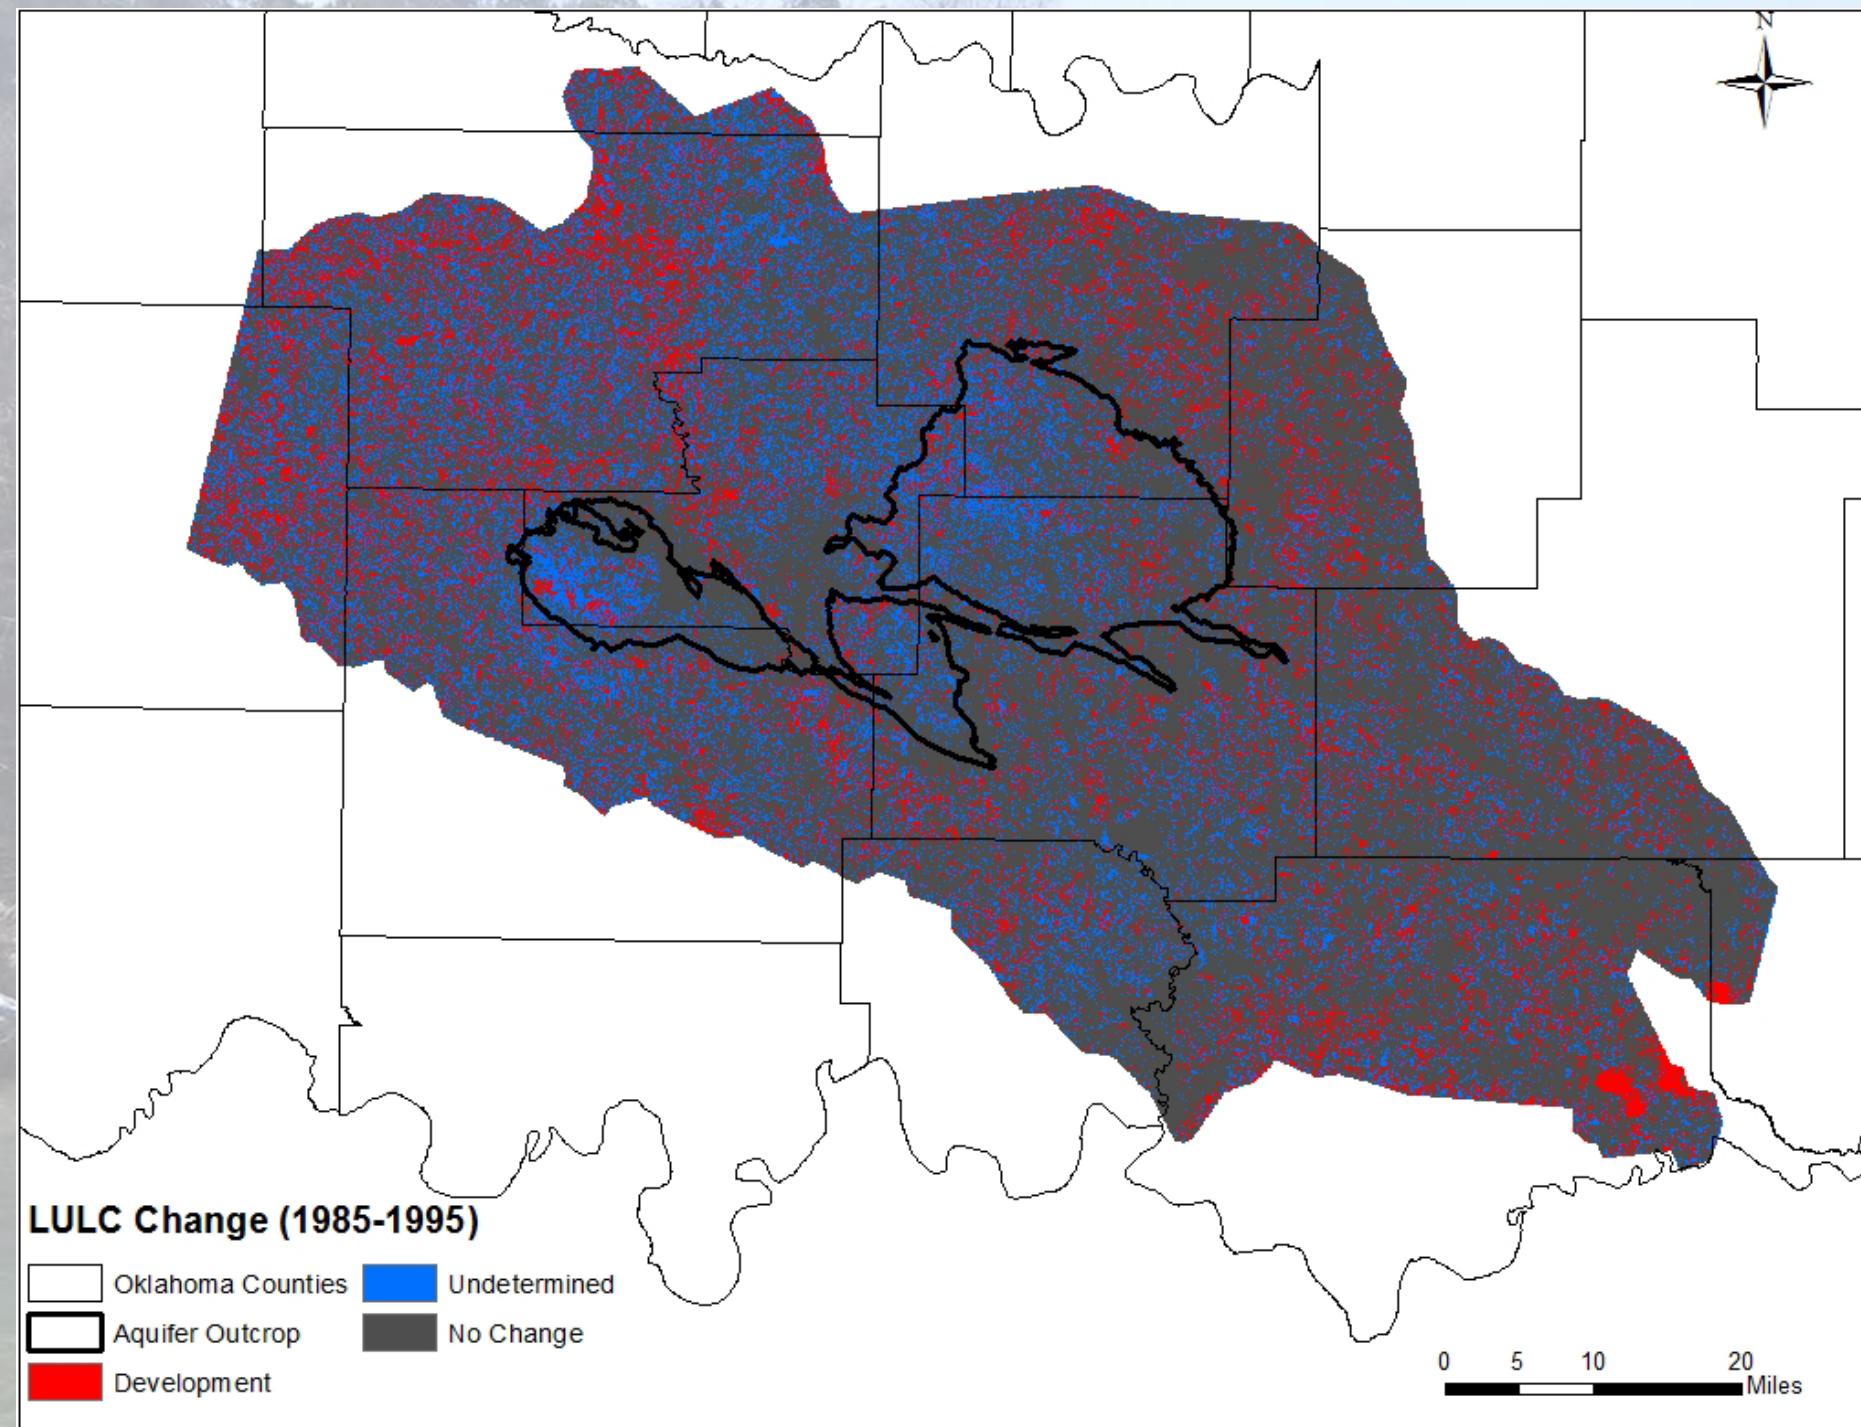 N
LULC Change (1985-1995)
Oklahoma Counties
Undetermined
Aquifer Outcrop
No Change
Development
0 5 10 20
Miles